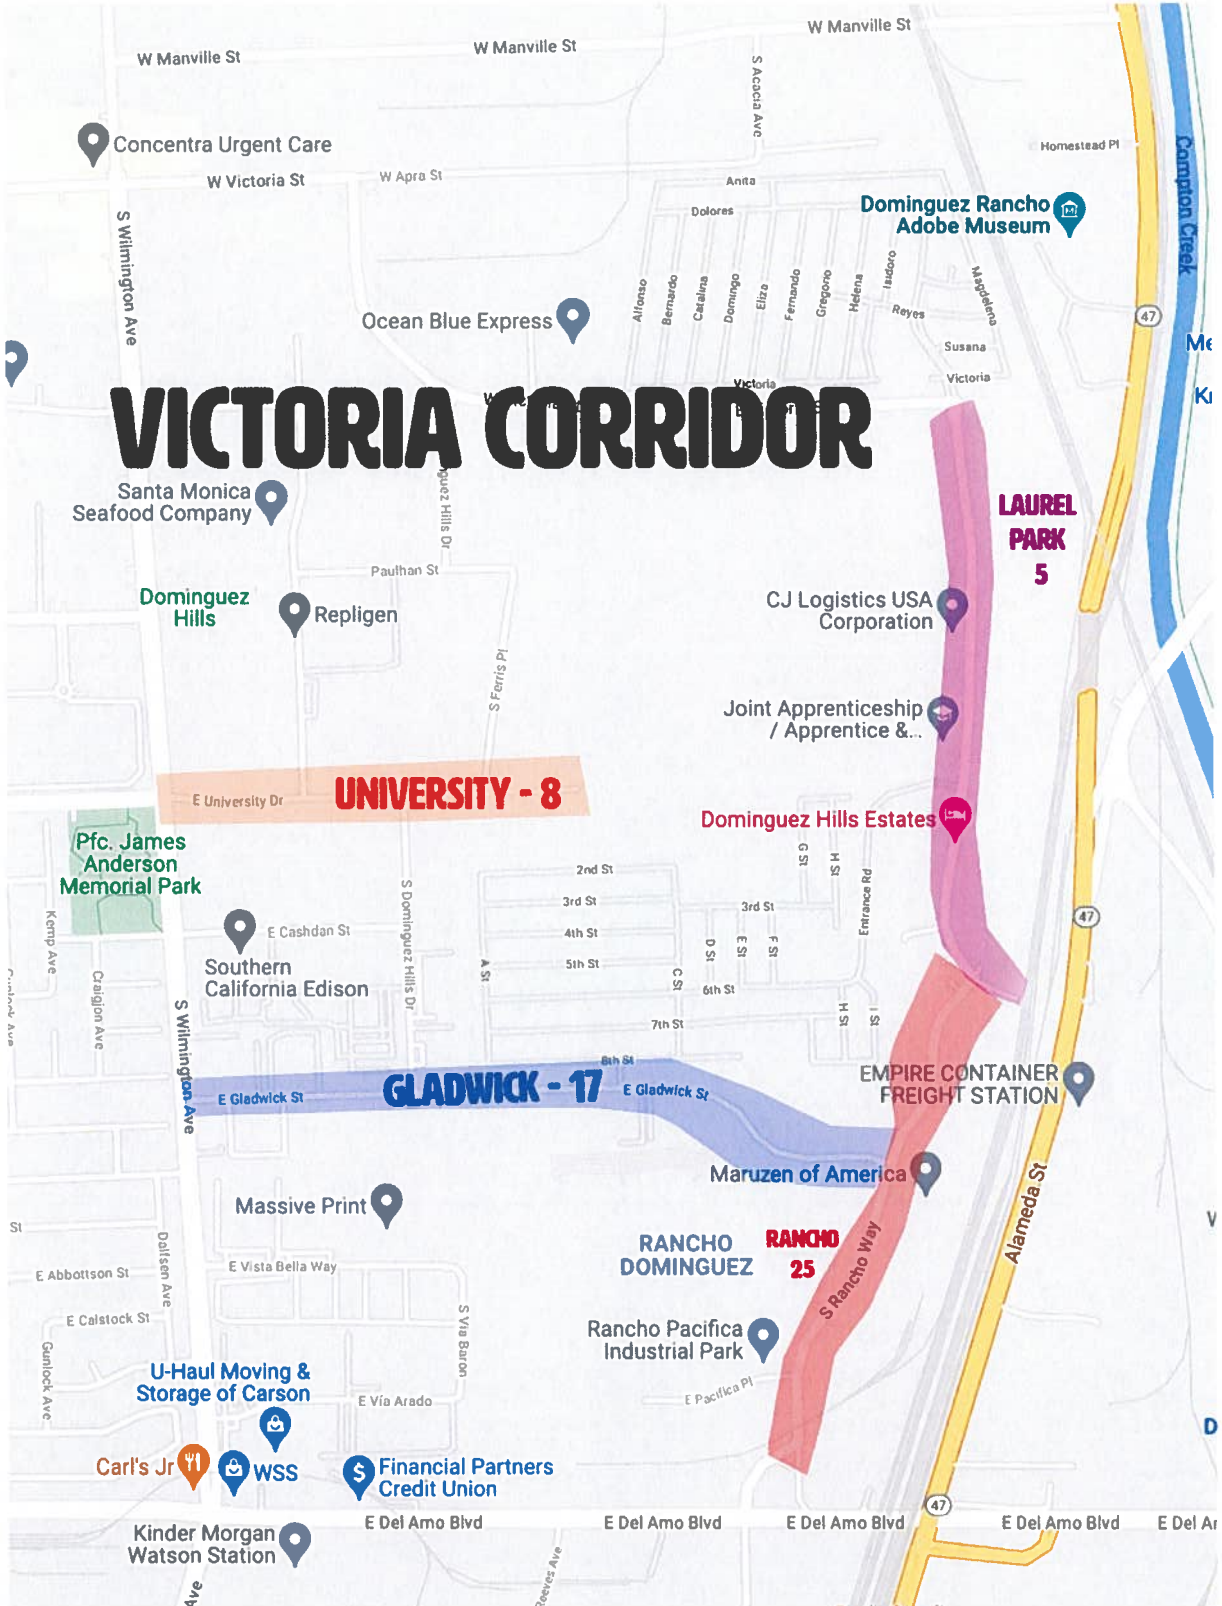 W Manville St
W Manville St
W Manville St
S Acacia Ave
Concentra Urgent Care
Homestead Pl
Compton Creek
W Victoria St
W Apra St
Anita
Dolores
Dominguez Rancho
Adobe Museum
S Wilmington Ave
Alfonso
Bernardo
Catalina
Domingo
Eliza
Fernando
Gregorio
Helena
Isidoro
Reyes
Magdelena
Ocean Blue Express
47
Susana
Victoria
Victoria
VICTORIA CORRIDOR
Santa Monica
Seafood Company
LAUREL
PARK
5
Paulhan St
Dominguez
Hills
Repligen
CJ Logistics USA
Corporation
S Ferris Pl
Joint Apprenticeship
/ Apprentice &...
E University Dr
UNIVERSITY - 8
Dominguez Hills Estates
Pfc. James
Anderson
Memorial Park
G St
H St
2nd St
3rd St
3rd St
4th St
5th St
6th St
7th St
8th St
Entrance Rd
47
Kemp Ave
S Dominguez Hills Dr
E Cashdan St
A St
C St
D St
E St
F St
H St
I St
Southern
California Edison
Craigjon Ave
S Wilmington Ave
EMPIRE CONTAINER
FREIGHT STATION
E Gladwick St
GLADWICK - 17
E Gladwick St
Maruzen of America
Massive Print
Alameda St
St
RANCHO
DOMINGUEZ
RANCHO
25
S Rancho Way
Dalfsen Ave
E Abbottson St
E Vista Bella Way
E Calstock St
S Via Baron
Rancho Pacifica
Industrial Park
Gunlock Ave
U-Haul Moving &
Storage of Carson
E Vía Arado
E Pacifica Pl
Carl's Jr
WSS
Financial Partners
Credit Union
47
E Del Amo Blvd
E Del Amo Blvd
E Del Amo Blvd
E Del Amo Blvd
E Del Ar
Kinder Morgan
Watson Station
Reeves Ave
Ave